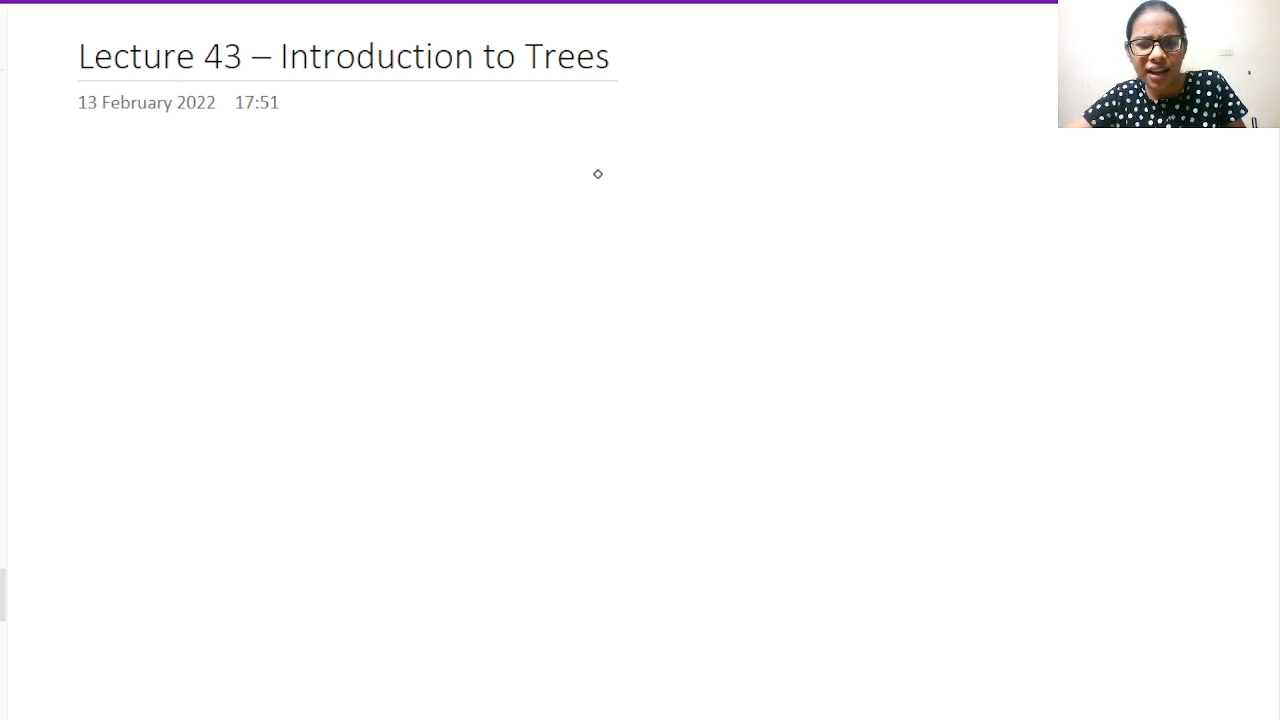 Lecture 43 – Introduction to Trees
13 February 2022 17:51